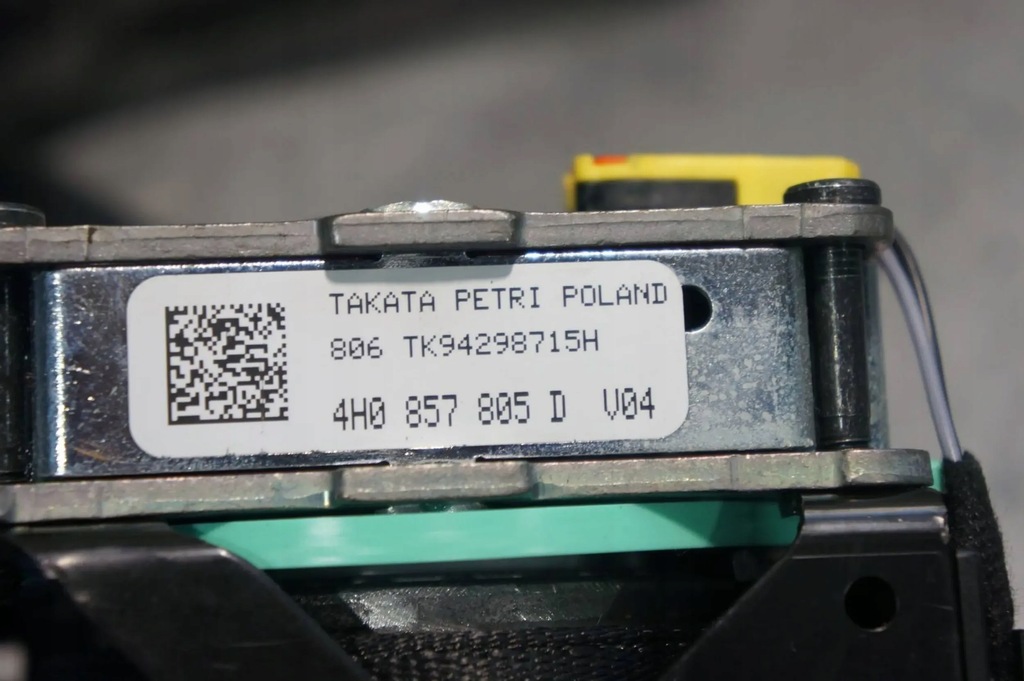 TAKATA PETRI POLAND
806 TK94298715H
4H0 857 805 D V04